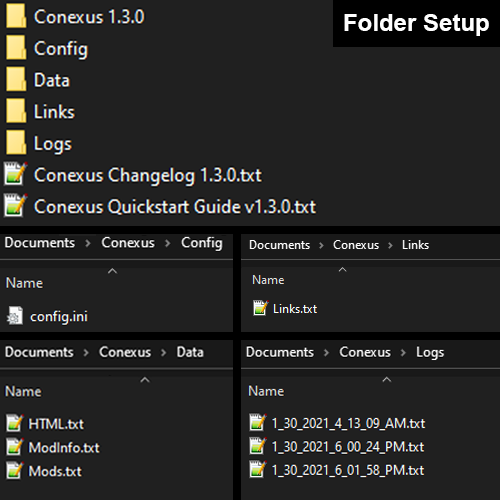 Folder Setup
Conexus 1.3.0
Config
Data
Links
Logs
Conexus Changelog 1.3.0.txt
Conexus Quickstart Guide v1.3.0.txt
Documents > Conexus > Config
Name
config.ini
Documents > Conexus > Links
Name
Links.txt
Documents > Conexus > Data
Name
HTML.txt
ModInfo.txt
Mods.txt
Documents > Conexus > Logs
Name
1_30_2021_4_13_09_AM.txt
1_30_2021_6_00_24_PM.txt
1_30_2021_6_01_58_PM.txt